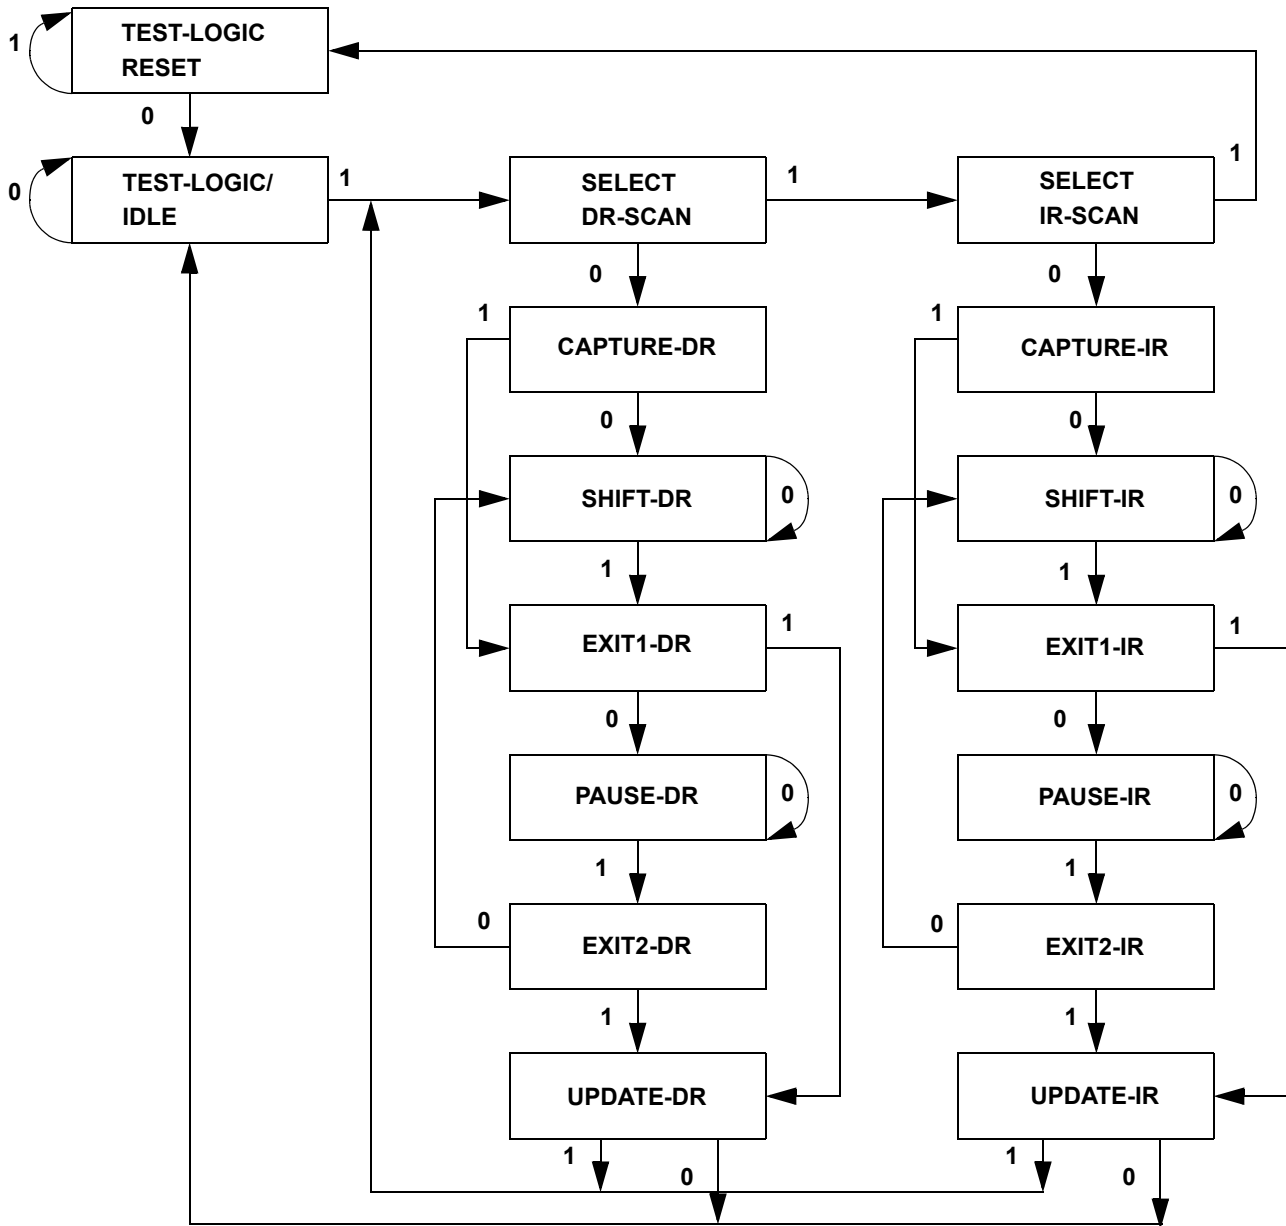 1
TEST-LOGIC
RESET
0
0
TEST-LOGIC/
IDLE
1
SELECT
DR-SCAN
1
SELECT
IR-SCAN
1
0
0
1
CAPTURE-DR
1
CAPTURE-IR
0
0
SHIFT-DR
0
SHIFT-IR
0
1
1
EXIT1-DR
1
EXIT1-IR
1
0
0
PAUSE-DR
0
PAUSE-IR
0
1
1
0
EXIT2-DR
0
EXIT2-IR
1
1
UPDATE-DR
UPDATE-IR
1
0
1
0